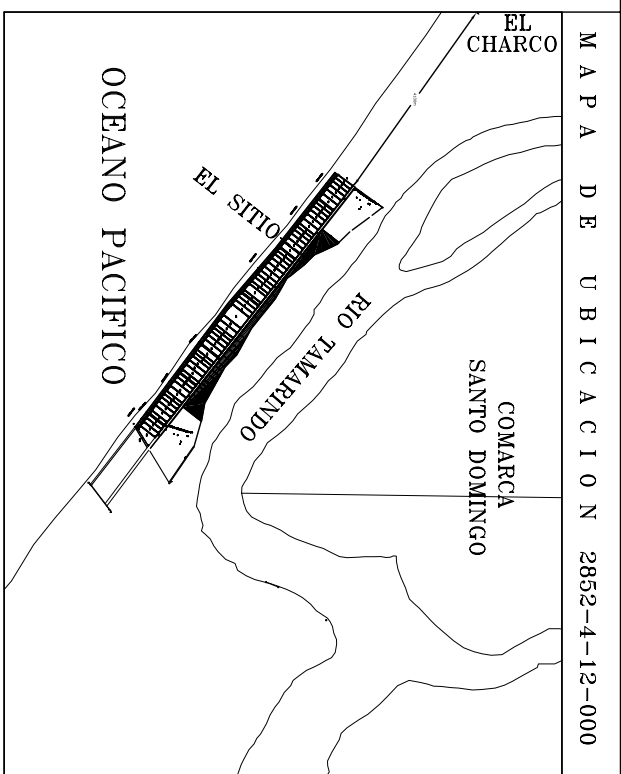 MAPA DE UBICACION 2852-4-12-000
EL
CHARCO
OCEANO PACIFICO
EL SITIO
RIO TAMARINDO
COMARCA
SANTO DOMINGO